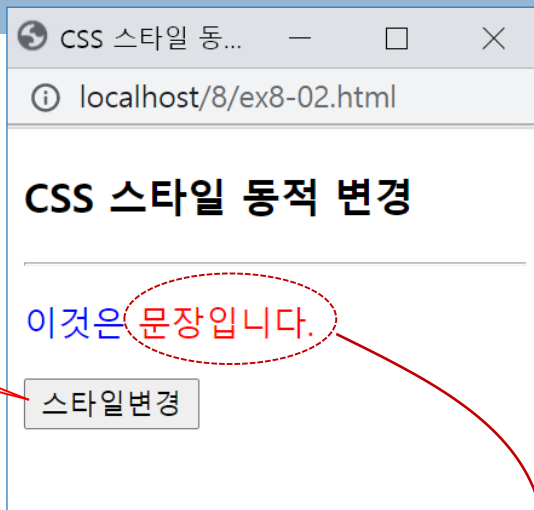 CSS 스타일 동...
localhost/8/ex8-02.html
CSS 스타일 동적 변경
이것은 문장입니다.
스타일변경